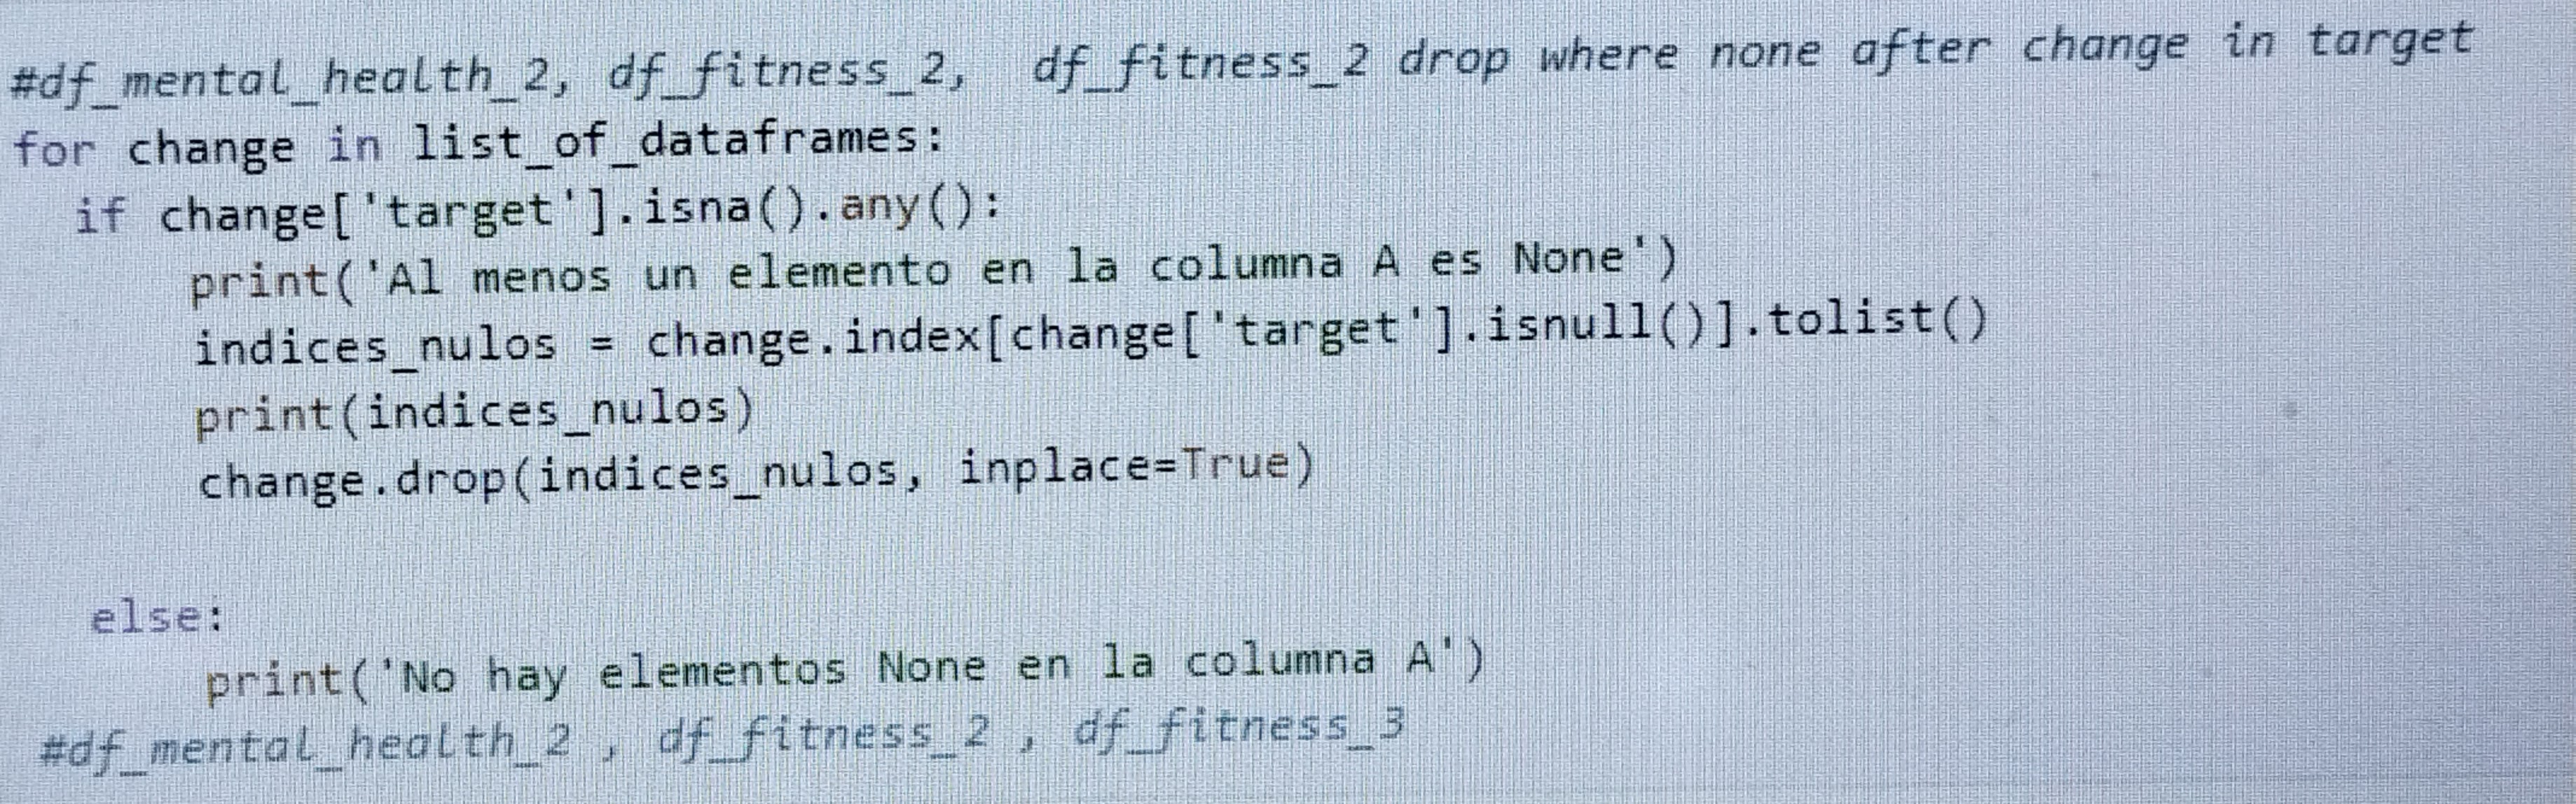 #df_mental_health_2, df_fitness_2,  df_fitness_2 drop where none after change in target
for change in list_of_dataframes:
  if change['target'].isna().any():
      print('Al menos un elemento en la columna A es None')
      indices_nulos = change.index[change['target'].isnull()].tolist()
      print(indices_nulos)
      change.drop(indices_nulos, inplace=True)
  else:
      print('No hay elementos None en la columna A')
#df_mental_health_2 , df_fitness_2 , df_fitness_3